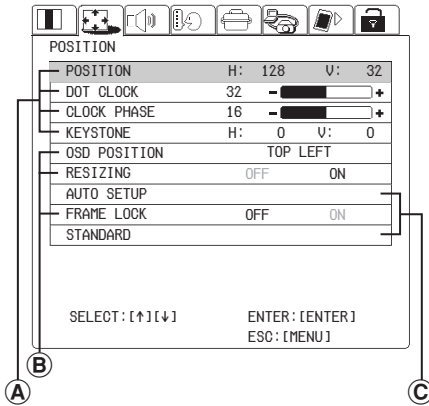 POSITION
POSITION H: 128 V: 32
DOT CLOCK 32 - +
CLOCK PHASE 16 - +
KEYSTONE H: 0 V: 0
OSD POSITION TOP LEFT
RESIZING OFF ON
AUTO SETUP
FRAME LOCK OFF ON
STANDARD
SELECT:[↑][↓] ENTER:[ENTER]
ESC:[MENU]
B
A C